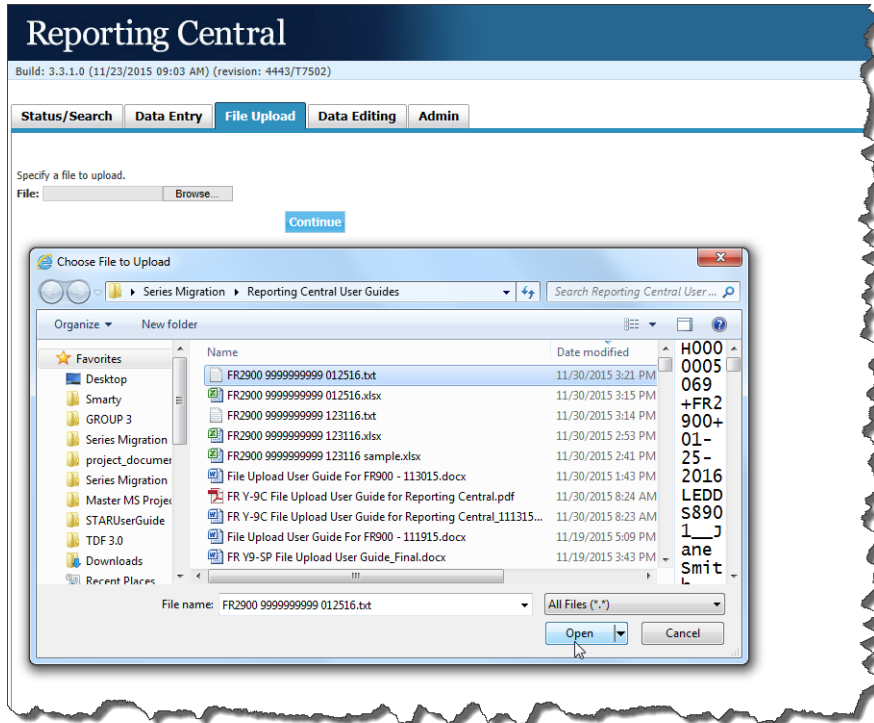 Reporting Central
Build: 3.3.1.0 (11/23/2015 09:03 AM) (revision: 4443/T7502)
Status/Search Data Entry File Upload Data Editing Admin
Specify a file to upload.
File: Browse...
Continue
Choose File to Upload
Series Migration Reporting Central User Guides Search Reporting Central User ...
Organize New folder
Favorites
Desktop
Smarty
GROUP 3
Series Migration
project_documer
Series Migration
Master MS Projec
STARUserGuide
TDF 3.0
Downloads
Recent Places
Name Date modified
FR2900 9999999999 012516.txt 11/30/2015 3:21 PM
FR2900 9999999999 012516.xlsx 11/30/2015 3:15 PM
FR2900 9999999999 123116.txt 11/30/2015 3:14 PM
FR2900 9999999999 123116.xlsx 11/30/2015 2:53 PM
FR2900 9999999999 123116 sample.xlsx 11/30/2015 2:41 PM
File Upload User Guide For FR900 - 113015.docx 11/30/2015 1:43 PM
FR Y-9C File Upload User Guide for Reporting Central.pdf 11/30/2015 8:24 AM
FR Y-9C File Upload User Guide for Reporting Central_111315... 11/30/2015 8:23 AM
File Upload User Guide For FR900 - 111915.docx 11/19/2015 5:09 PM
FR Y9-SP File Upload User Guide_Final.docx 11/19/2015 3:43 PM
H000
0005
069
+FR2
900+
01-
25-
2016
LEDD
S890
1__J
ane
Smit
File name: FR2900 9999999999 012516.txt All Files (*.*)
Open Cancel